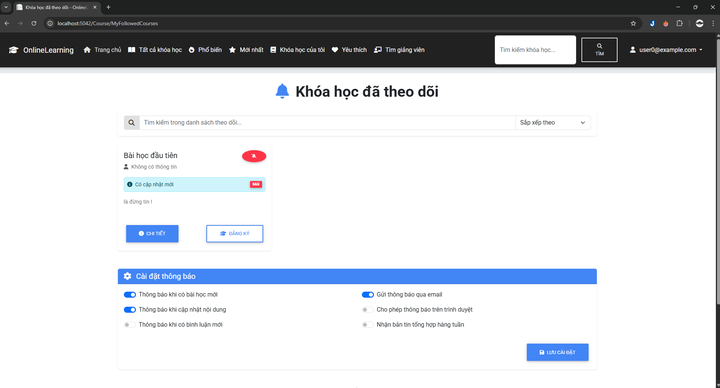 Khóa học đã theo dõi - OnlineL
localhost:5042/Course/MyFollowedCourses
OnlineLearning
Trang chủ
Tất cả khóa học
Phổ biến
Mới nhất
Khóa học của tôi
Yêu thích
Tìm giảng viên
Tìm kiếm khóa học...
TÌM
user0@example.com
Khóa học đã theo dõi
Tìm kiếm trong danh sách theo dõi...
Sắp xếp theo
Bài học đầu tiên
Không có thông tin
Có cập nhật mới
Mới
là đừng tin !
CHI TIẾT
ĐĂNG KÝ
Cài đặt thông báo
Thông báo khi có bài học mới
Gửi thông báo qua email
Thông báo khi cập nhật nội dung
Cho phép thông báo trên trình duyệt
Thông báo khi có bình luận mới
Nhận bản tin tổng hợp hàng tuần
LƯU CÀI ĐẶT